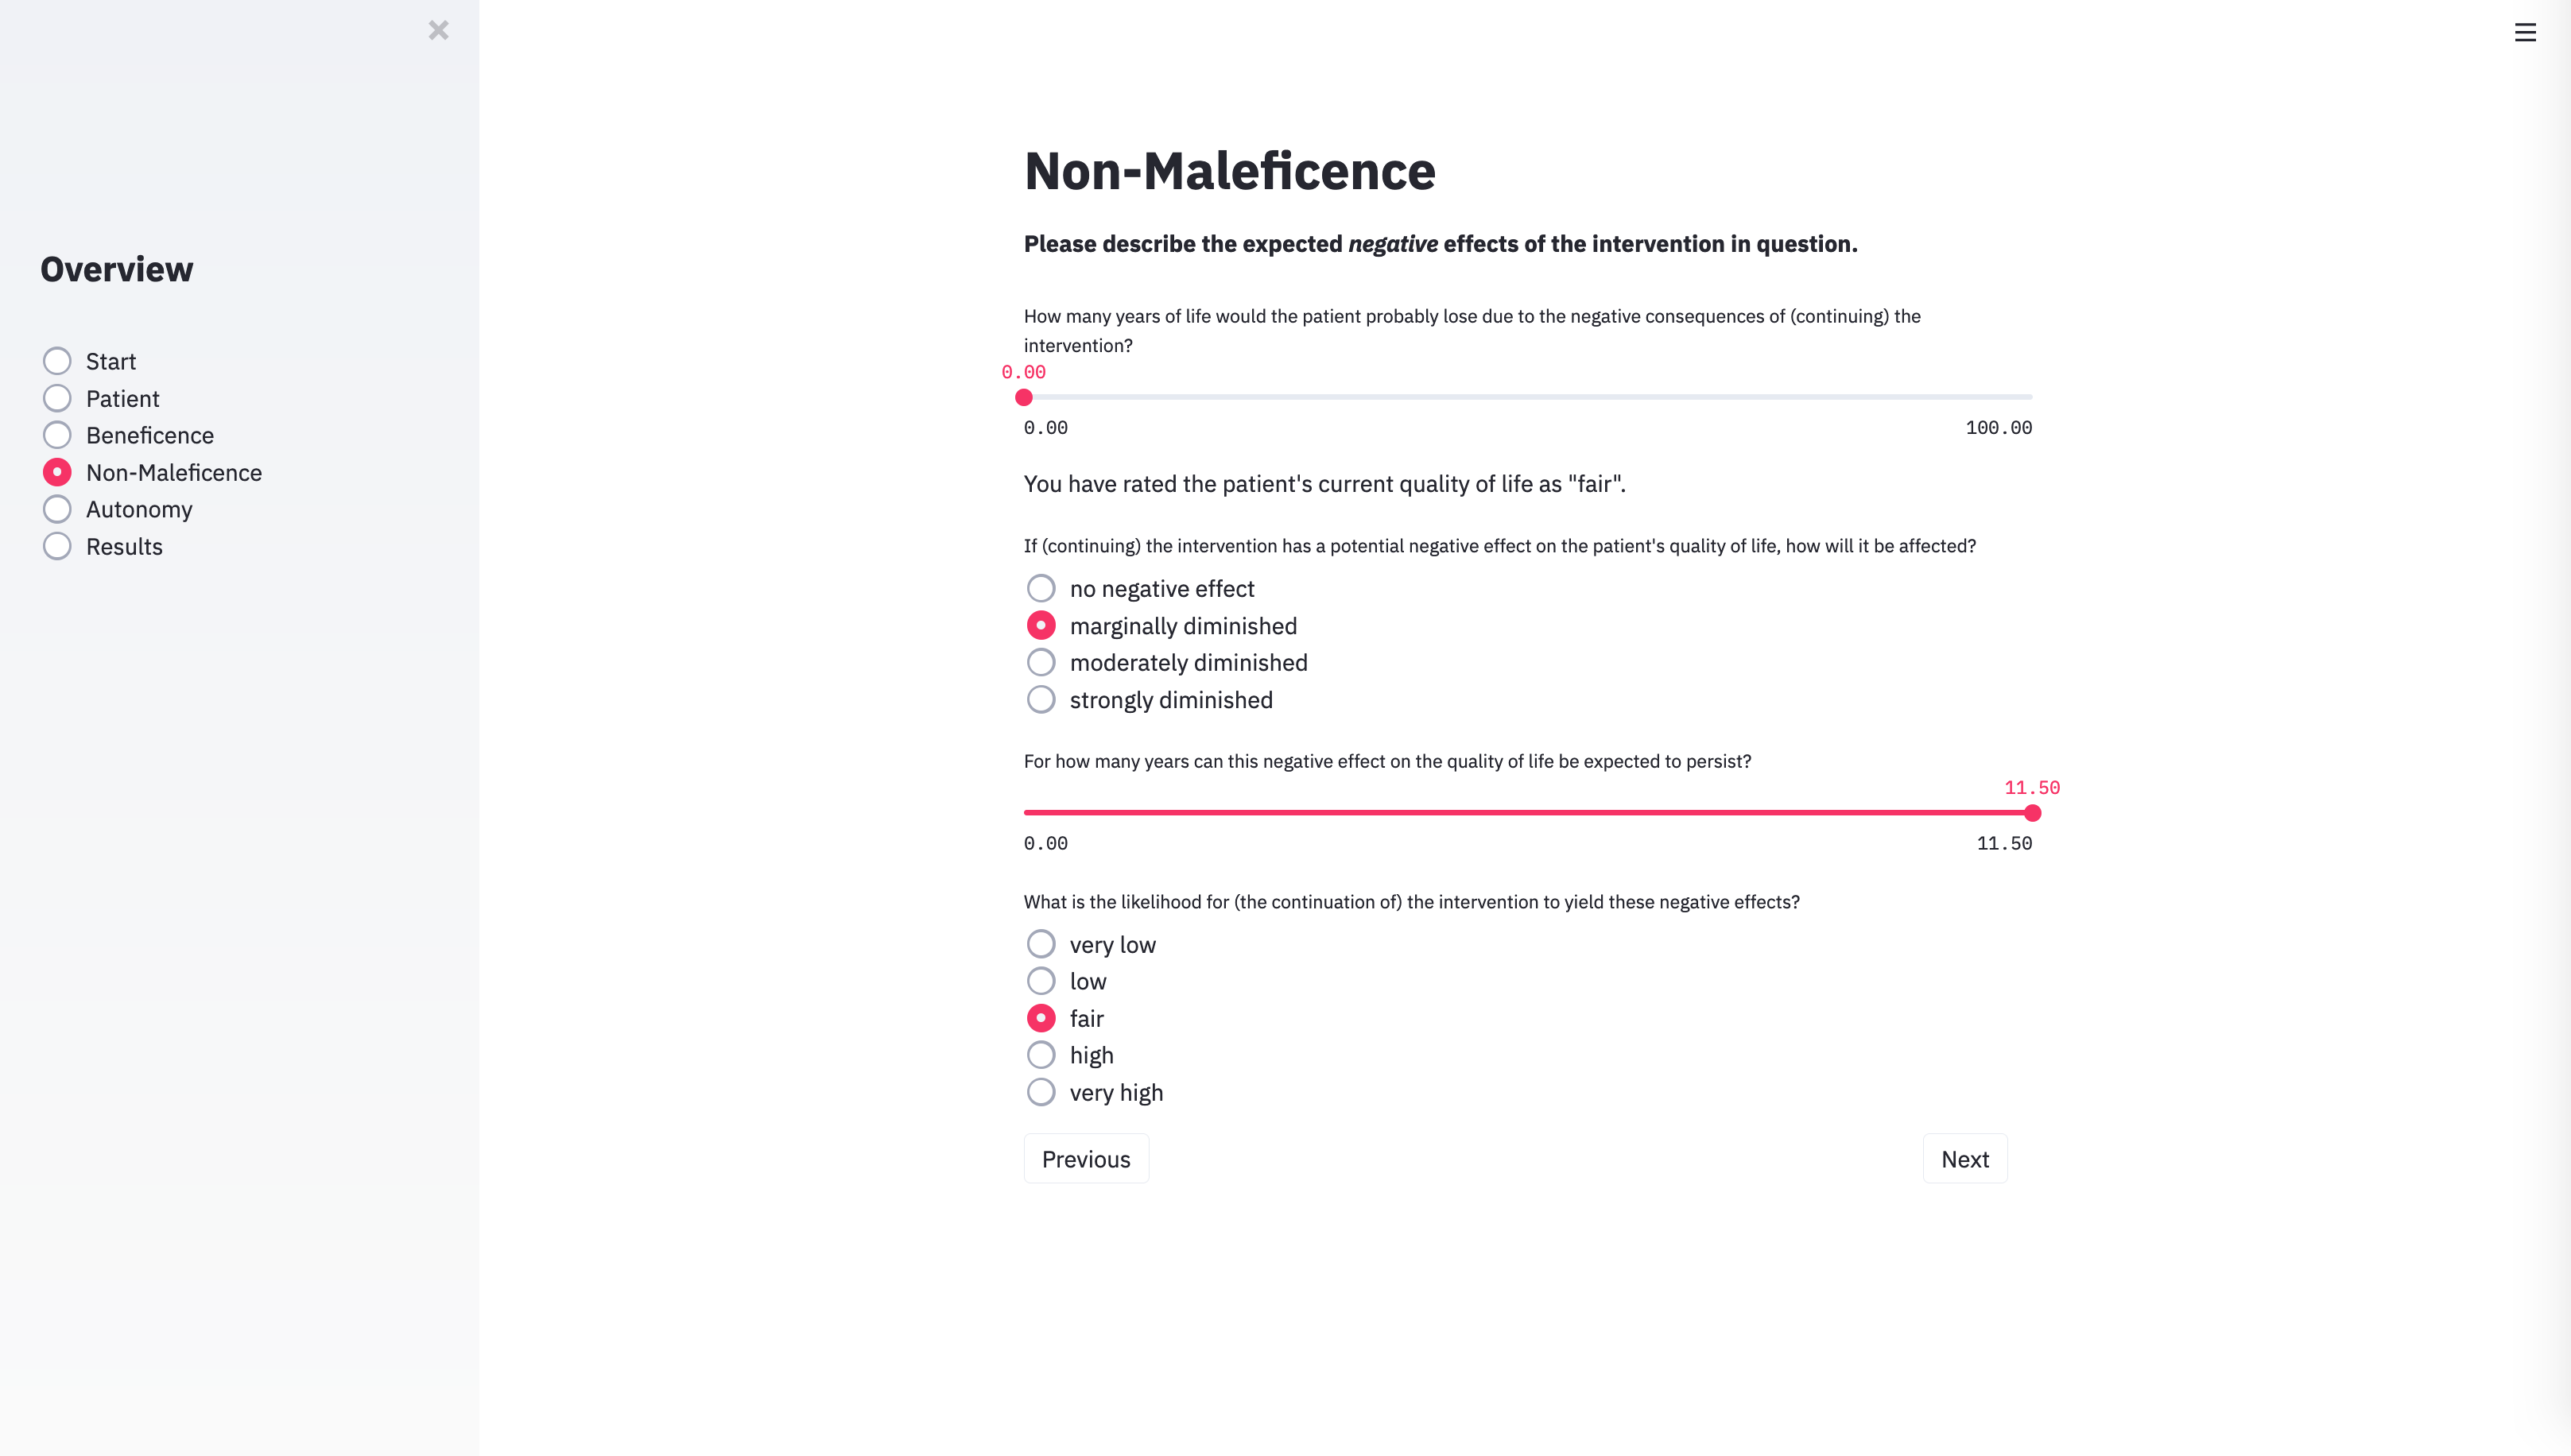 Overview
Start
Patient
Beneficence
Non-Maleficence
Autonomy
Results
Non-Maleficence
Please describe the expected negative effects of the intervention in question.
How many years of life would the patient probably lose due to the negative consequences of (continuing) the
intervention?
0.00
0.00 100.00
You have rated the patient's current quality of life as "fair".
If (continuing) the intervention has a potential negative effect on the patient's quality of life, how will it be affected?
no negative effect
marginally diminished
moderately diminished
strongly diminished
For how many years can this negative effect on the quality of life be expected to persist?
11.50
0.00 11.50
What is the likelihood for (the continuation of) the intervention to yield these negative effects?
very low
low
fair
high
very high
Previous Next